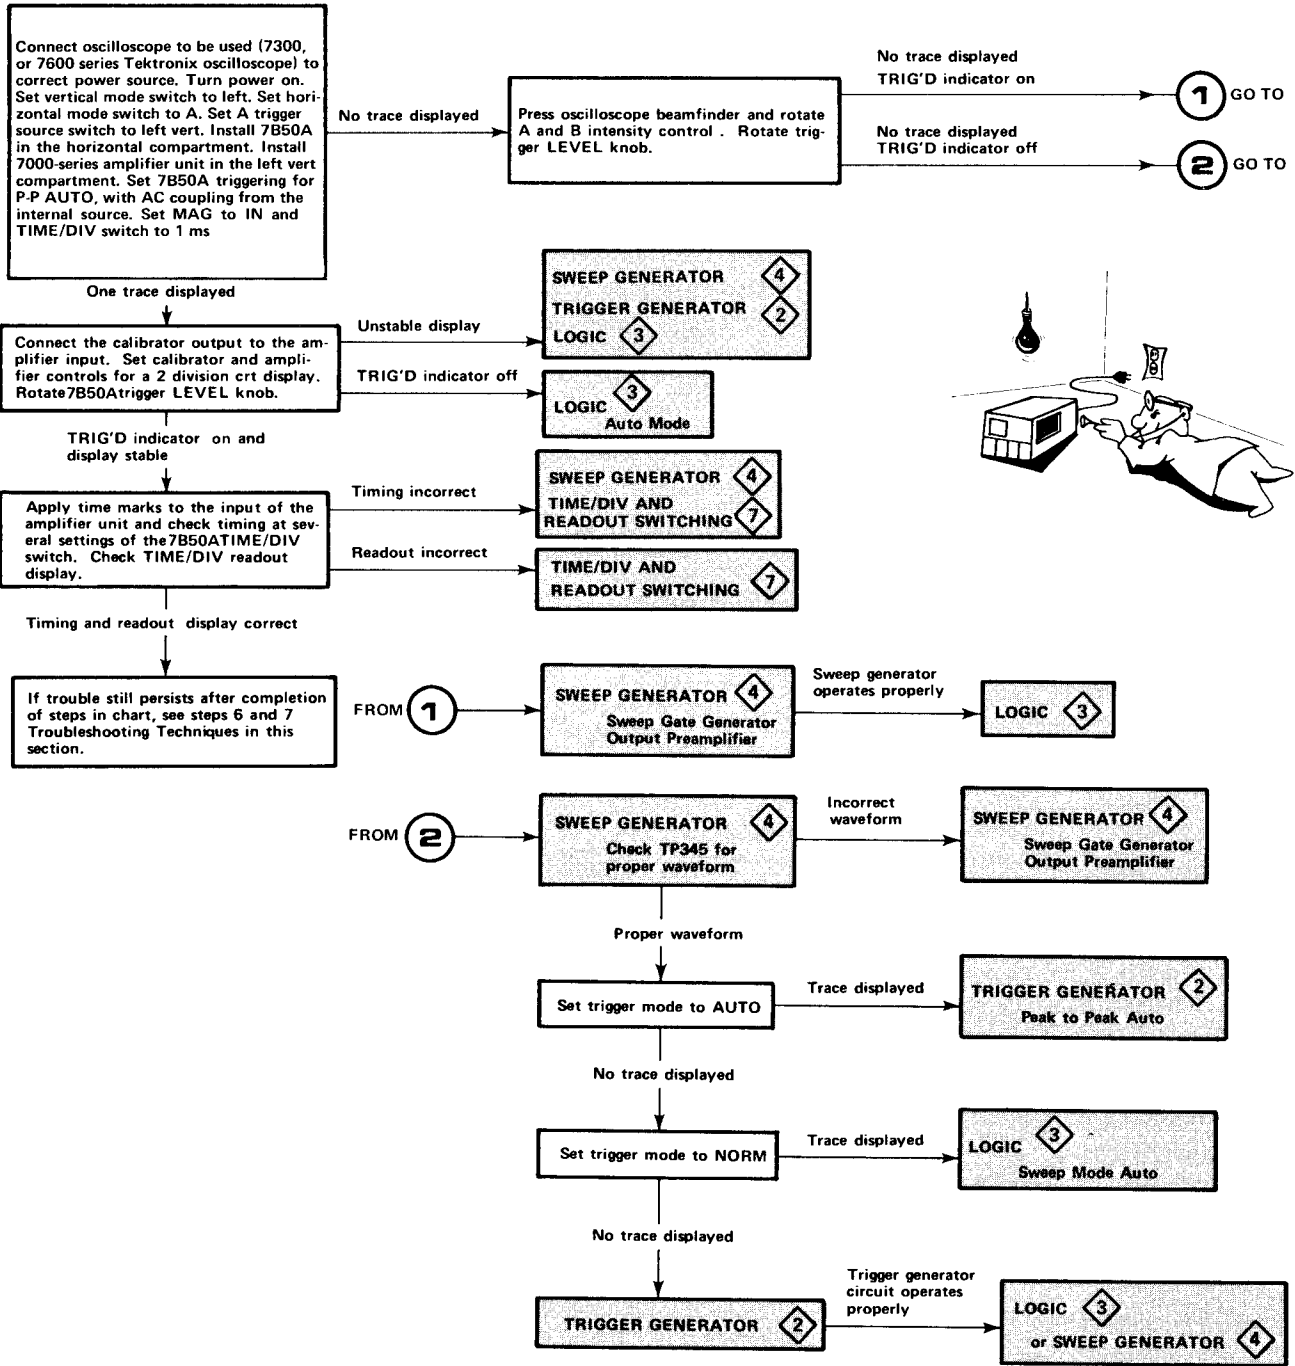 Connect oscilloscope to be used (7300,
or 7600 series Tektronix oscilloscope) to
correct power source. Turn power on.
Set vertical mode switch to left. Set hori-
zontal mode switch to A. Set A trigger
source switch to left vert. Install 7B50A
in the horizontal compartment. Install
7000-series amplifier unit in the left vert
compartment. Set 7B50A triggering for
P-P AUTO, with AC coupling from the
internal source. Set MAG to IN and
TIME/DIV switch to 1 ms
No trace displayed
Press oscilloscope beamfinder and rotate
A and B intensity control . Rotate trig-
ger LEVEL knob.
No trace displayed
TRIG'D indicator on
1 GO TO
No trace displayed
TRIG'D indicator off
2 GO TO
One trace displayed
Connect the calibrator output to the am-
plifier input. Set calibrator and ampli-
fier controls for a 2 division crt display.
Rotate7B50Atrigger LEVEL knob.
Unstable display
SWEEP GENERATOR 4
TRIGGER GENERATOR 2
LOGIC 3
TRIG'D indicator off
LOGIC 3
Auto Mode
TRIG'D indicator on and
display stable
Apply time marks to the input of the
amplifier unit and check timing at sev-
eral settings of the7B50ATIME/DIV
switch. Check TIME/DIV readout
display.
Timing incorrect
SWEEP GENERATOR 4
TIME/DIV AND
READOUT SWITCHING 7
Readout incorrect
TIME/DIV AND
READOUT SWITCHING 7
Timing and readout display correct
If trouble still persists after completion
of steps in chart, see steps 6 and 7
Troubleshooting Techniques in this
section.
FROM 1
SWEEP GENERATOR 4
Sweep Gate Generator
Output Preamplifier
Sweep generator
operates properly
LOGIC 3
FROM 2
SWEEP GENERATOR 4
Check TP345 for
proper waveform
Incorrect
waveform
SWEEP GENERATOR 4
Sweep Gate Generator
Output Preamplifier
Proper waveform
Set trigger mode to AUTO
Trace displayed
TRIGGER GENERATOR 2
Peak to Peak Auto
No trace displayed
Set trigger mode to NORM
Trace displayed
LOGIC 3
Sweep Mode Auto
No trace displayed
TRIGGER GENERATOR 2
Trigger generator
circuit operates
properly
LOGIC 3
or SWEEP GENERATOR 4